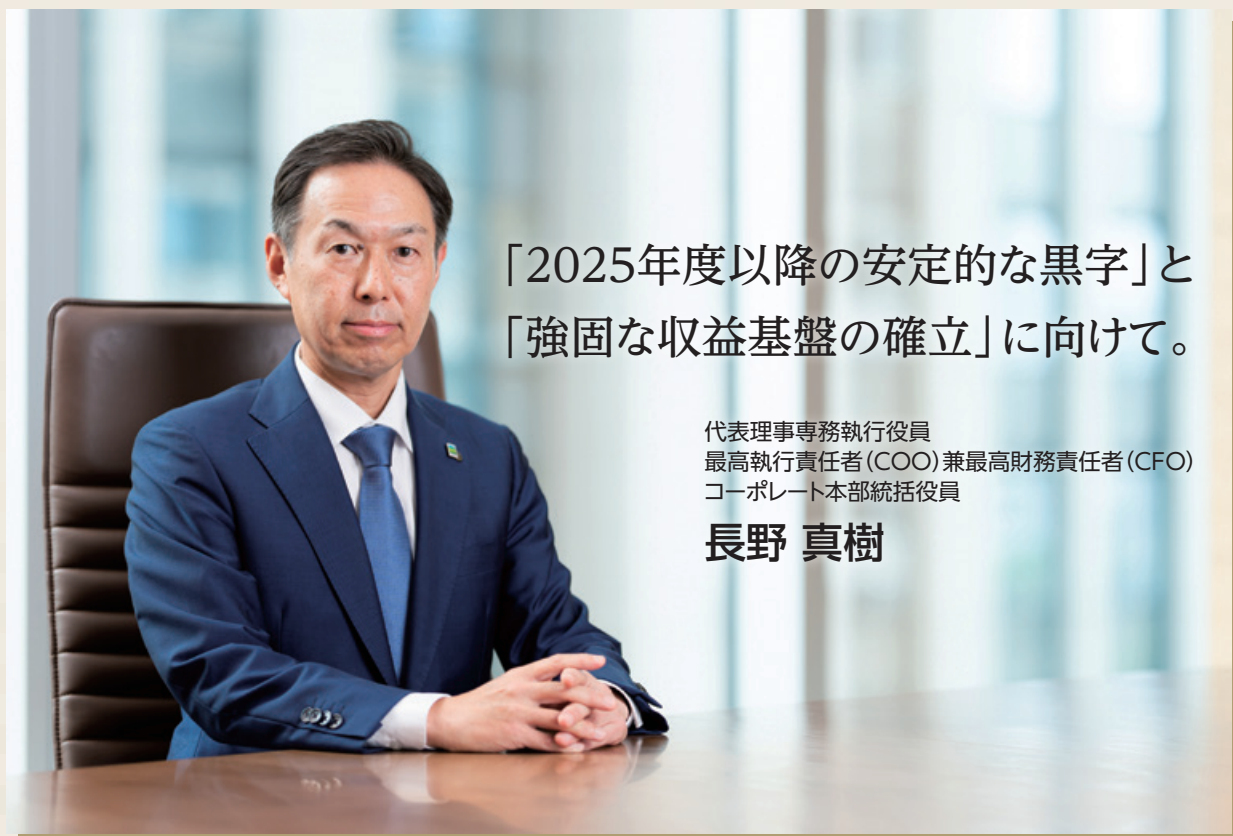 「2025年度以降の安定的な黒字」と
「強固な収益基盤の確立」に向けて。
代表理事専務執行役員
最高執行責任者(COO)兼最高財務責任者(CFO)
コーポレート本部統括役員
長野 真樹